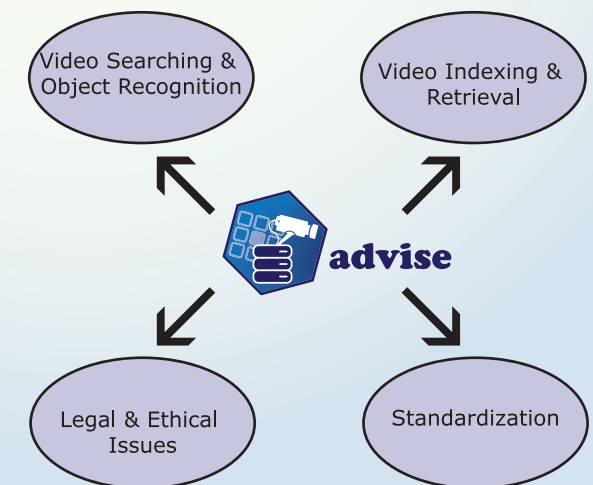 Video Searching &
Object Recognition
Video Indexing &
Retrieval
advise
Legal & Ethical
Issues
Standardization